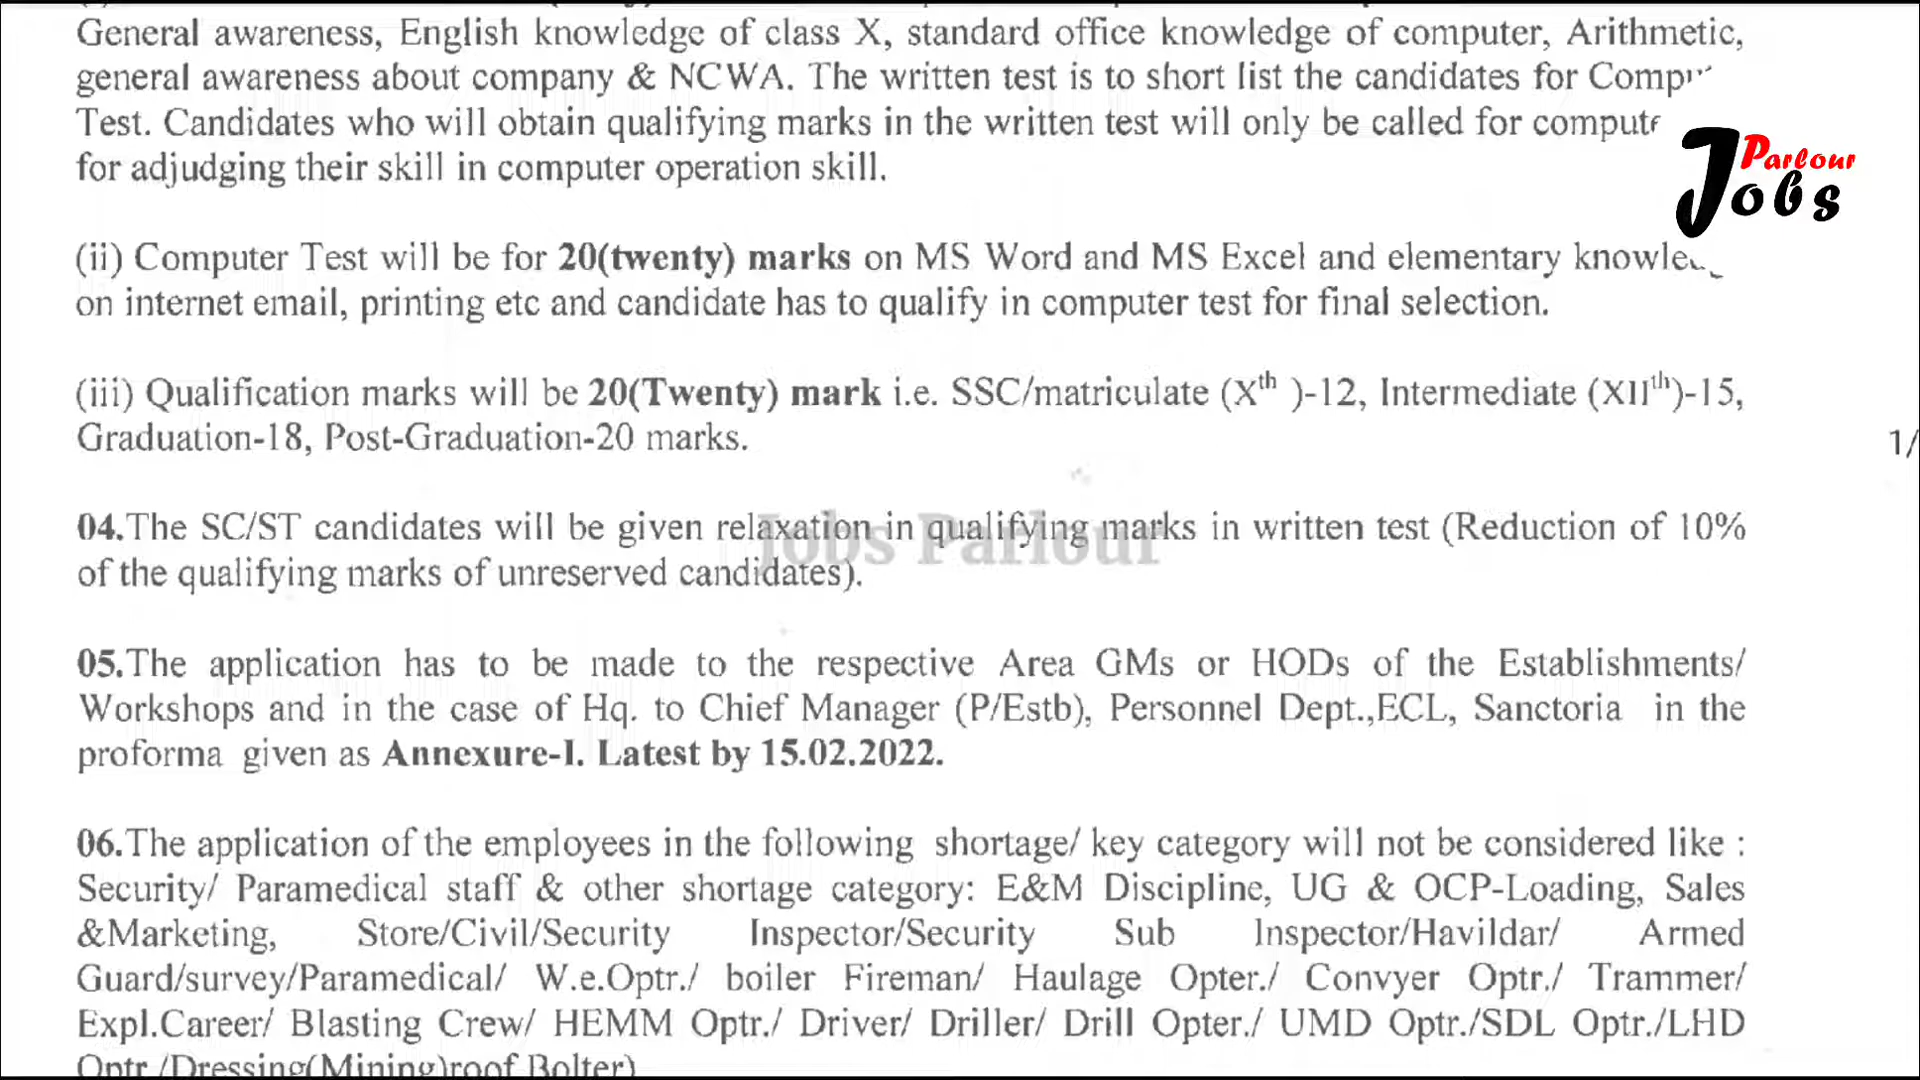 General awareness, English knowledge of class X, standard office knowledge of computer, Arithmetic,
general awareness about company & NCWA. The written test is to short list the candidates for
Test. Candidates who will obtain qualifying marks in the written test will only be called for
for adjudging their skill in computer operation skill.
Parlour
Jobs
(ii) Computer Test will be for 20(twenty) marks on MS Word and MS Excel and elementary
on internet email, printing etc and candidate has to qualify in computer test for final selection.
(iii) Qualification marks will be 20(Twenty) mark i.e. SSC/matriculate (Xth )-12, Intermediate (XIIth)-15,
Graduation-18, Post-Graduation-20 marks.
1/
04.The SC/ST candidates will be given relaxation in qualifying marks in written test (Reduction of 10%
Jobs Parlour
of the qualifying marks of unreserved candidates).
05.The application has to be made to the respective Area GMs or HODs of the Establishments/
Workshops and in the case of Hq. to Chief Manager (P/Estb), Personnel Dept.,ECL, Sanctoria in the
proforma given as Annexure-I. Latest by 15.02.2022.
06.The application of the employees in the following shortage/ key category will not be considered like :
Security/ Paramedical staff & other shortage category: E&M Discipline, UG & OCP-Loading, Sales
&Marketing, Store/Civil/Security Inspector/Security Sub Inspector/Havildar/ Armed
Guard/survey/Paramedical/ W.e.Optr./ boiler Fireman/ Haulage Opter./ Convyer Optr./ Trammer/
Expl.Career/ Blasting Crew/ HEMM Optr./ Driver/ Driller/ Drill Opter./ UMD Optr./SDL Optr./LHD
Optr./Dressing(Mining)roof Bolter)